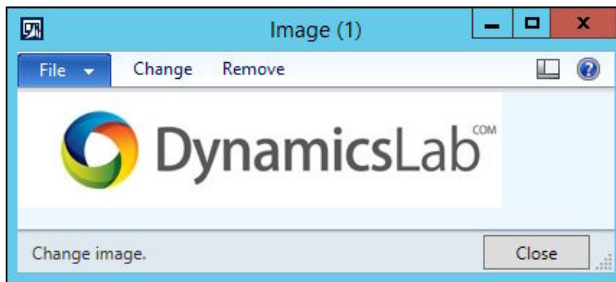 Image (1)
File Change Remove
DynamicsLab COM
Change image.
Close